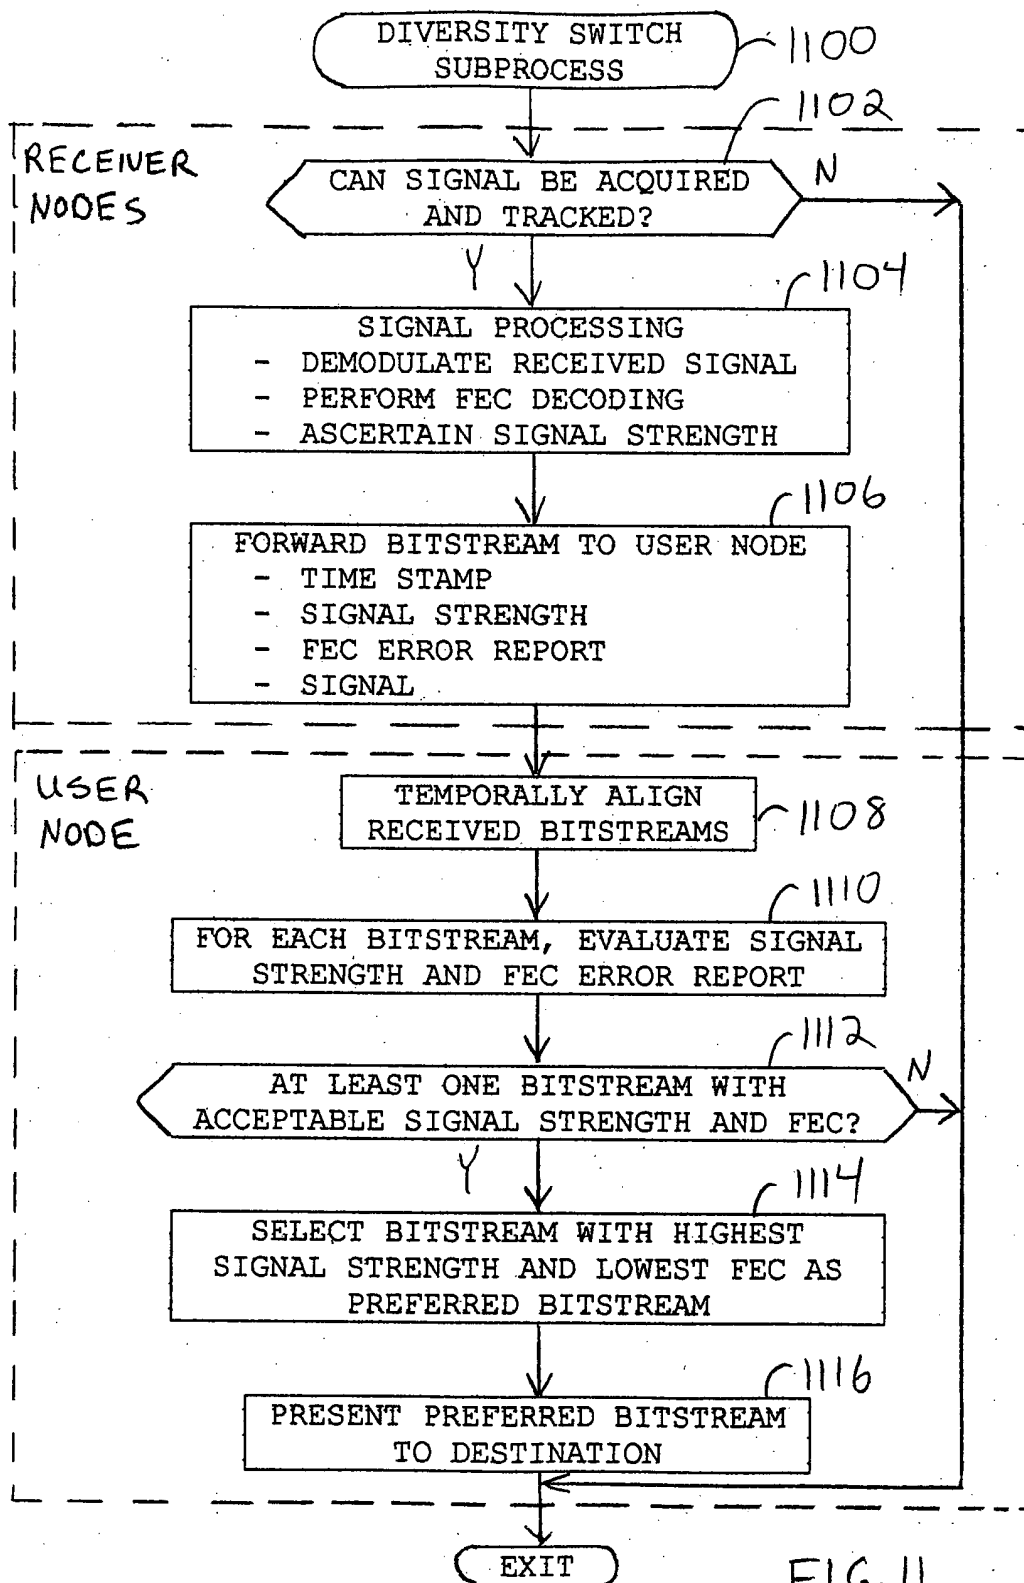 DIVERSITY SWITCH
SUBPROCESS
1100
1102
RECEIVER
NODES
CAN SIGNAL BE ACQUIRED
AND TRACKED?
N
Y
1104
SIGNAL PROCESSING
- DEMODULATE RECEIVED SIGNAL
- PERFORM FEC DECODING
- ASCERTAIN SIGNAL STRENGTH
1106
FORWARD BITSTREAM TO USER NODE
- TIME STAMP
- SIGNAL STRENGTH
- FEC ERROR REPORT
- SIGNAL
USER
NODE
TEMPORALLY ALIGN
RECEIVED BITSTREAMS
1108
1110
FOR EACH BITSTREAM, EVALUATE SIGNAL
STRENGTH AND FEC ERROR REPORT
1112
AT LEAST ONE BITSTREAM WITH
ACCEPTABLE SIGNAL STRENGTH AND FEC?
N
Y
1114
SELECT BITSTREAM WITH HIGHEST
SIGNAL STRENGTH AND LOWEST FEC AS
PREFERRED BITSTREAM
1116
PRESENT PREFERRED BITSTREAM
TO DESTINATION
EXIT
FIG. 11